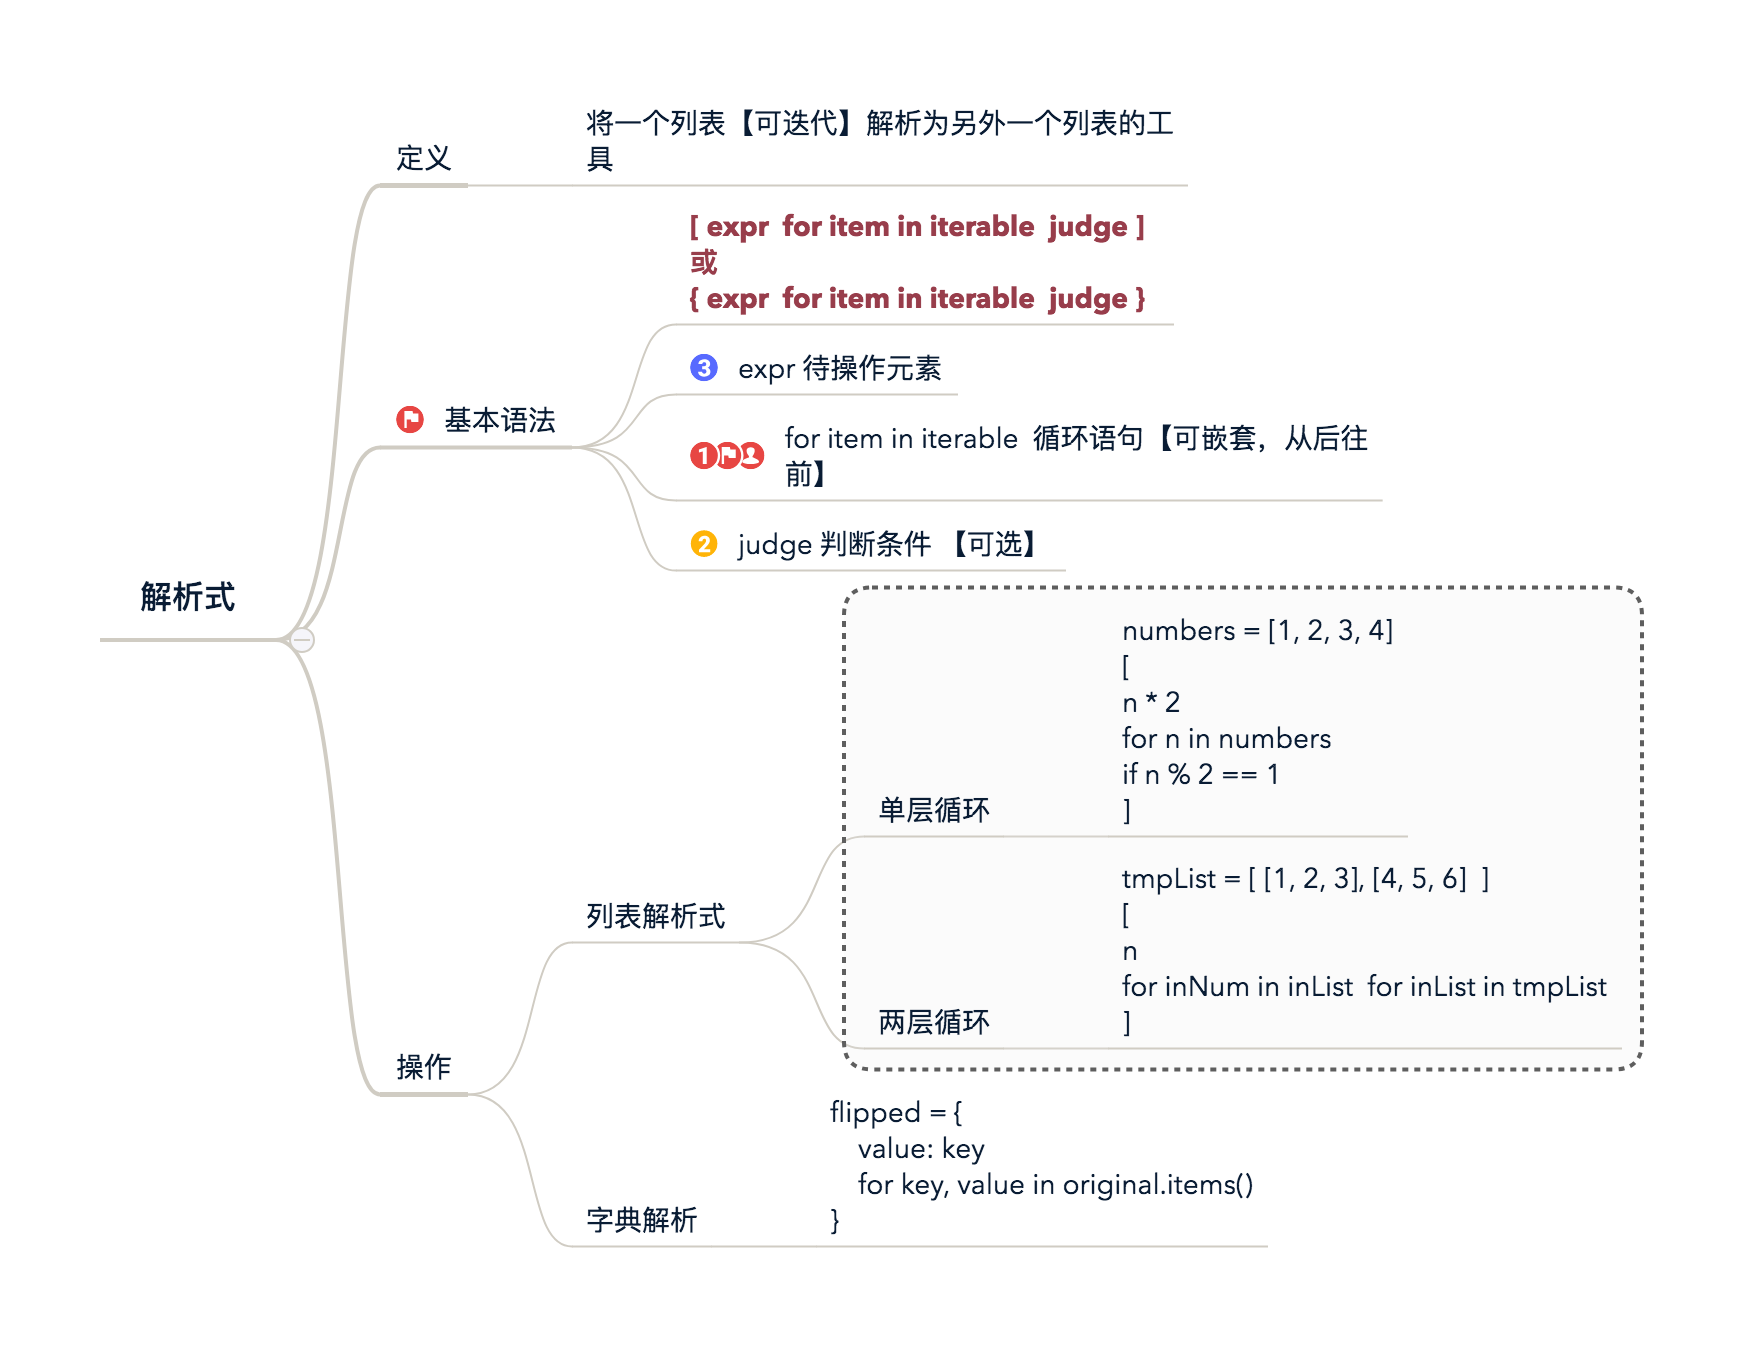 解析式
定义
将一个列表【可迭代】解析为另外一个列表的工
具
基本语法
[ expr  for item in iterable  judge ]
或
{ expr  for item in iterable  judge }
3 expr 待操作元素
1 for item in iterable  循环语句【可嵌套，从后往
前】
2 judge 判断条件 【可选】
操作
列表解析式
单层循环
numbers = [1, 2, 3, 4]
[
n * 2
for n in numbers
if n % 2 == 1
]
两层循环
tmpList = [ [1, 2, 3], [4, 5, 6]  ]
[
n
for inNum in inList  for inList in tmpList
]
字典解析
flipped = {
value: key
for key, value in original.items()
}